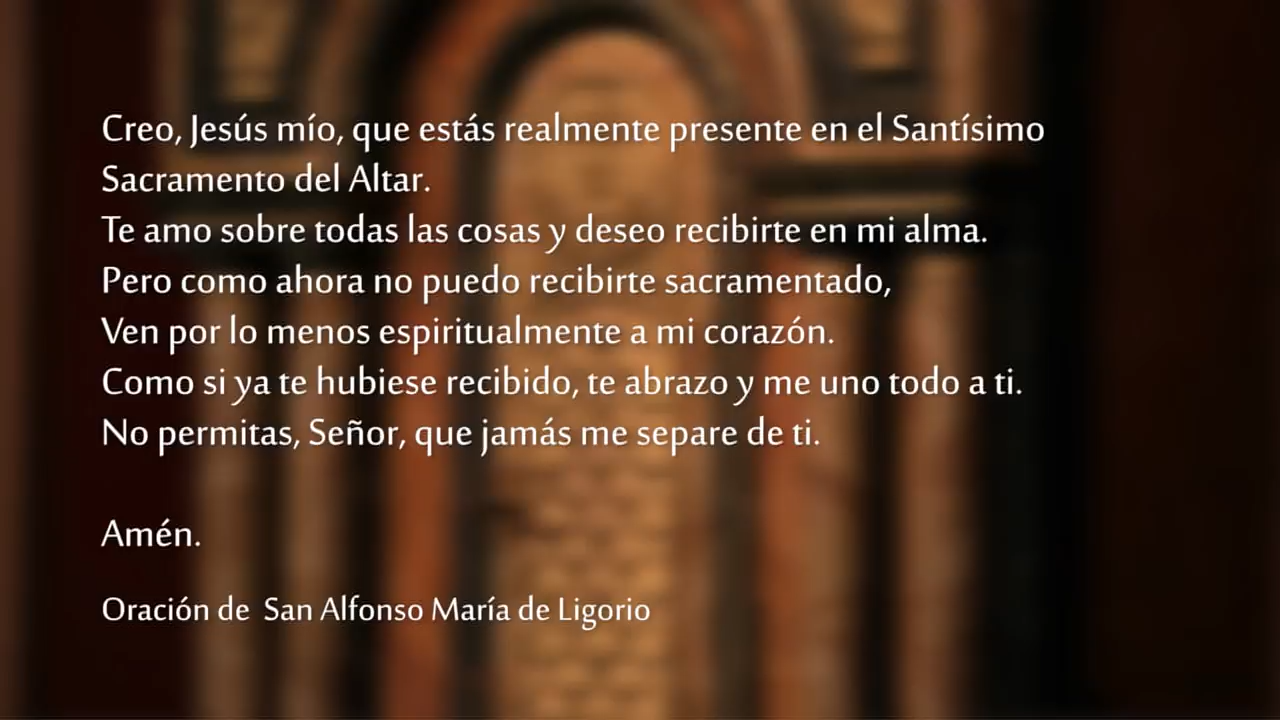 Creo, Jesús mío, que estás realmente presente en el Santísimo
Sacramento del Altar.
Te amo sobre todas las cosas y deseo recibirte en mi alma.
Pero como ahora no puedo recibirte sacramentado,
Ven por lo menos espiritualmente a mi corazón.
Como si ya te hubiese recibido, te abrazo y me uno todo a ti.
No permitas, Señor, que jamás me separe de ti.
Amén.
Oración de San Alfonso María de Ligorio